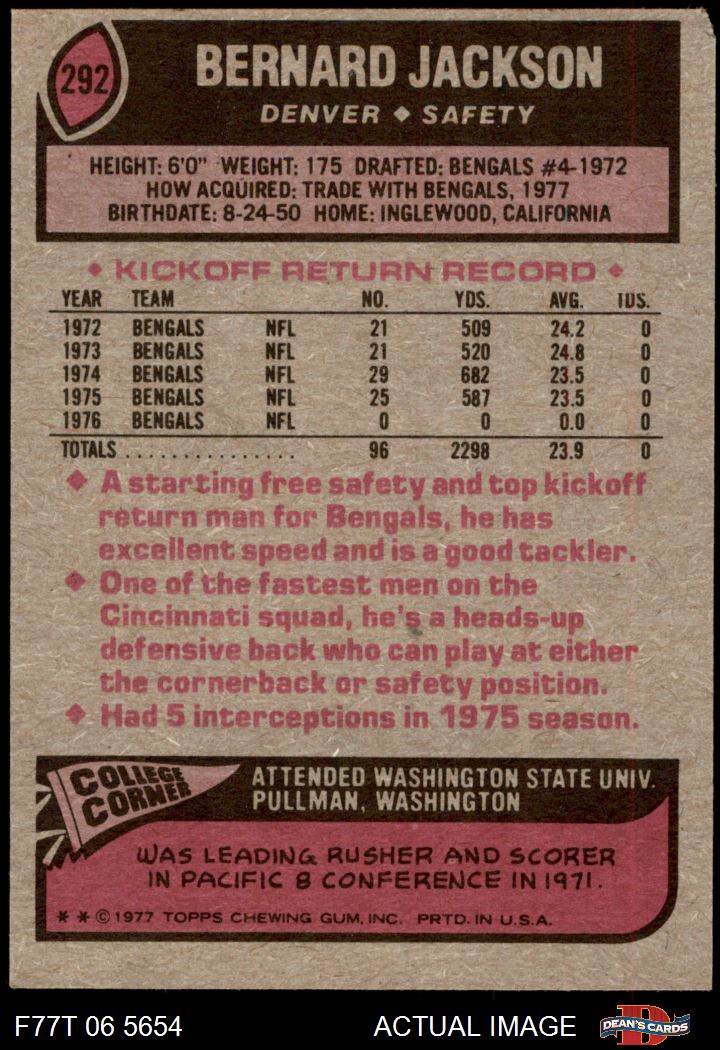 292
BERNARD JACKSON
DENVER ◆ SAFETY
HEIGHT: 6'0" WEIGHT: 175 DRAFTED: BENGALS #4-1972
HOW ACQUIRED: TRADE WITH BENGALS, 1977
BIRTHDATE: 8-24-50 HOME: INGLEWOOD, CALIFORNIA
◆ KICKOFF RETURN RECORD ◆
YEAR TEAM NO. YDS. AVG. TDS.
1972 BENGALS NFL 21 509 24.2 0
1973 BENGALS NFL 21 520 24.8 0
1974 BENGALS NFL 29 682 23.5 0
1975 BENGALS NFL 25 587 23.5 0
1976 BENGALS NFL 0 0 0.0 0
TOTALS . . . . . . . . . . . . . . . 96 2298 23.9 0
◆ A starting free safety and top kickoff
return man for Bengals, he has
excellent speed and is a good tackler.
◆ One of the fastest men on the
Cincinnati squad, he's a heads-up
defensive back who can play at either
the cornerback or safety position.
◆ Had 5 interceptions in 1975 season.
COLLEGE
CORNER
ATTENDED WASHINGTON STATE UNIV.
PULLMAN, WASHINGTON
WAS LEADING RUSHER AND SCORER
IN PACIFIC 8 CONFERENCE IN 1971.
* * © 1977 TOPPS CHEWING GUM, INC. PRTD. IN U.S.A.
F77T 06 5654 ACTUAL IMAGE D DEAN'S CARDS